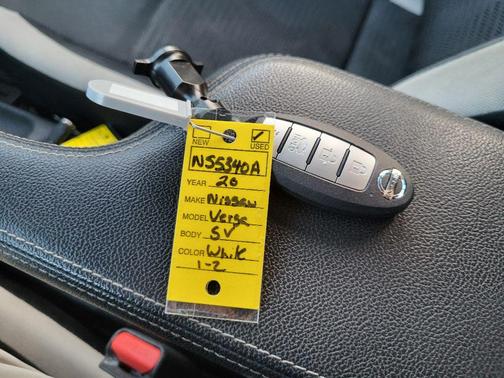 NEW USED
NS5340A
YEAR 20
MAKE Nissan
MODEL Versa
BODY SV
COLOR White
1-2